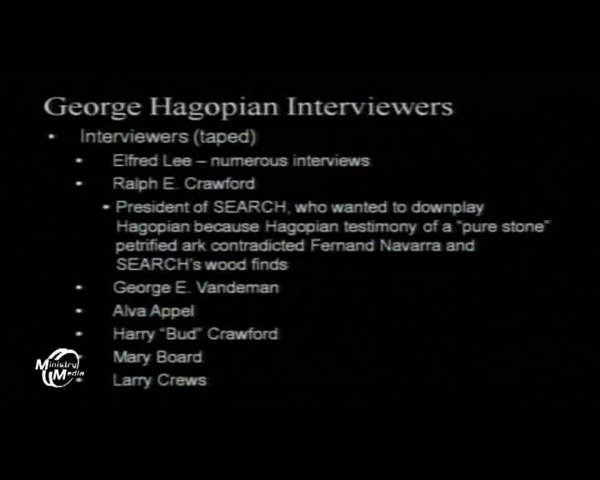 George Hagopian Interviewers
• Interviewers (taped)
• Elfred Lee – numerous interviews
• Ralph E. Crawford
• President of SEARCH, who wanted to downplay
Hagopian because Hagopian testimony of a “pure stone”
petrified ark contradicted Fernand Navarra and
SEARCH’s wood finds
• George E. Vandeman
• Alva Appel
• Harry “Bud” Crawford
• Mary Board
• Larry Crews
Ministry
Media